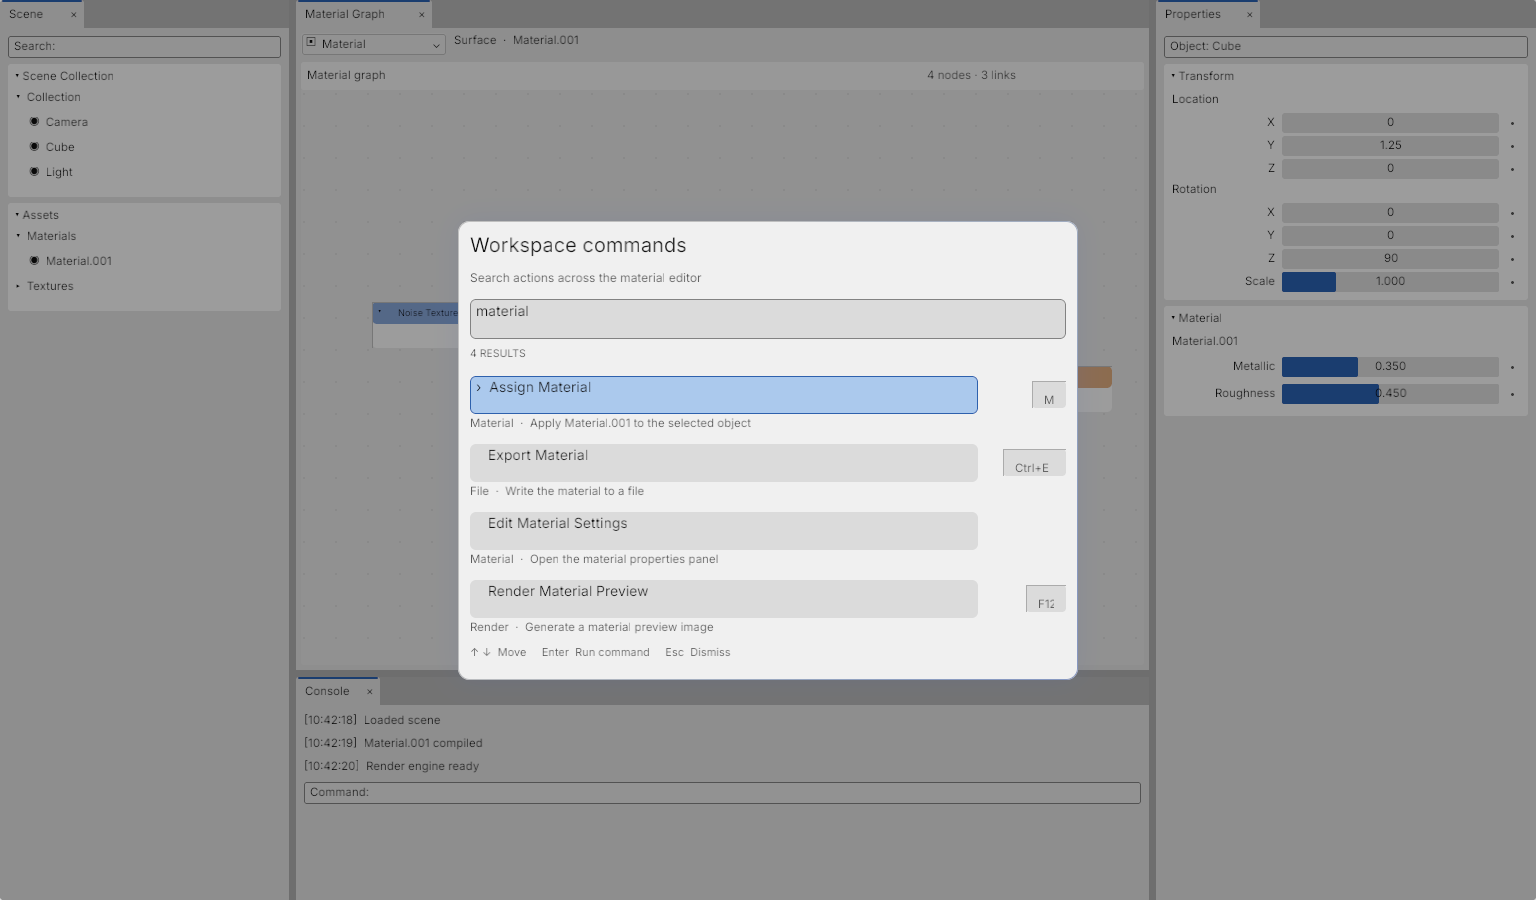 Scene ×
Search:
Scene Collection
Collection
Camera
Cube
Light
Assets
Materials
Material.001
Textures
Material Graph ×
Material
Surface · Material.001
Material graph
4 nodes · 3 links
Noise Texture
Workspace commands
Search actions across the material editor
material
4 RESULTS
› Assign Material
M
Material · Apply Material.001 to the selected object
Export Material
Ctrl+E
File · Write the material to a file
Edit Material Settings
Material · Open the material properties panel
Render Material Preview
F12
Render · Generate a material preview image
↑ ↓ Move Enter Run command Esc Dismiss
Console ×
[10:42:18] Loaded scene
[10:42:19] Material.001 compiled
[10:42:20] Render engine ready
Command:
Properties ×
Object: Cube
Transform
Location
X 0
Y 1.25
Z 0
Rotation
X 0
Y 0
Z 90
Scale 1.000
Material
Material.001
Metallic 0.350
Roughness 0.450